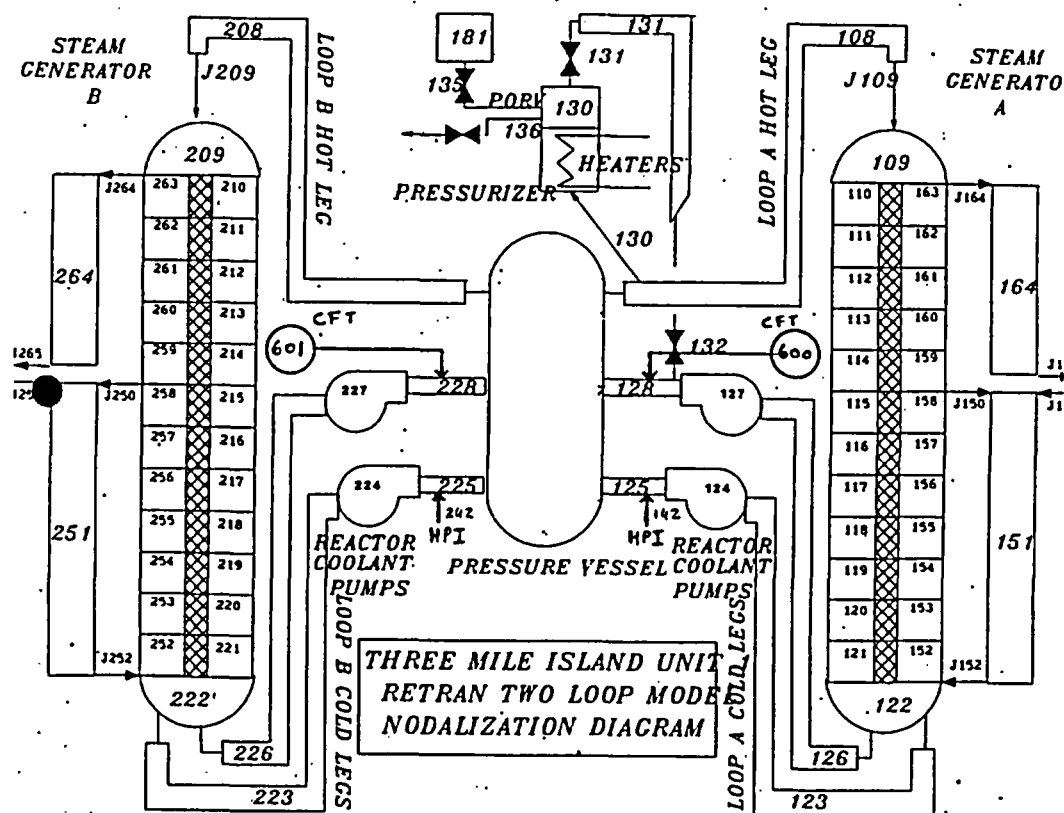 208
J209
STEAM
GENERATOR
B
LOOP B HOT LEG
181
135
PORV
136
131
131
130
HEATERS
PRESSURIZER
130
LOOP A HOT LEG
108
J109
STEAM
A
209
J264
263 210
262 211
261 212
260 213
259 214
258 215
257 216
256 217
255 218
254 219
253 220
252 221
222
264
J265
J250
251
J252
226
223
109
J164
110 163
111 162
112 161
113 160
114 159
115 158
116 157
117 156
118 155
119 154
120 153
121 152
122
164
J150
151
J152
126
123
CFT
601
227
228
224
225
242
HPI
REACTOR
COOLANT
PUMPS
CFT
600
132
128
127
125
124
142
HPI
REACTOR
COOLANT
PUMPS
PRESSURE VESSEL
LOOP B COLD LEGS
LOOP A COLD LEGS
THREE MILE ISLAND UNIT
RETRAN TWO LOOP MODEL
NODALIZATION DIAGRAM